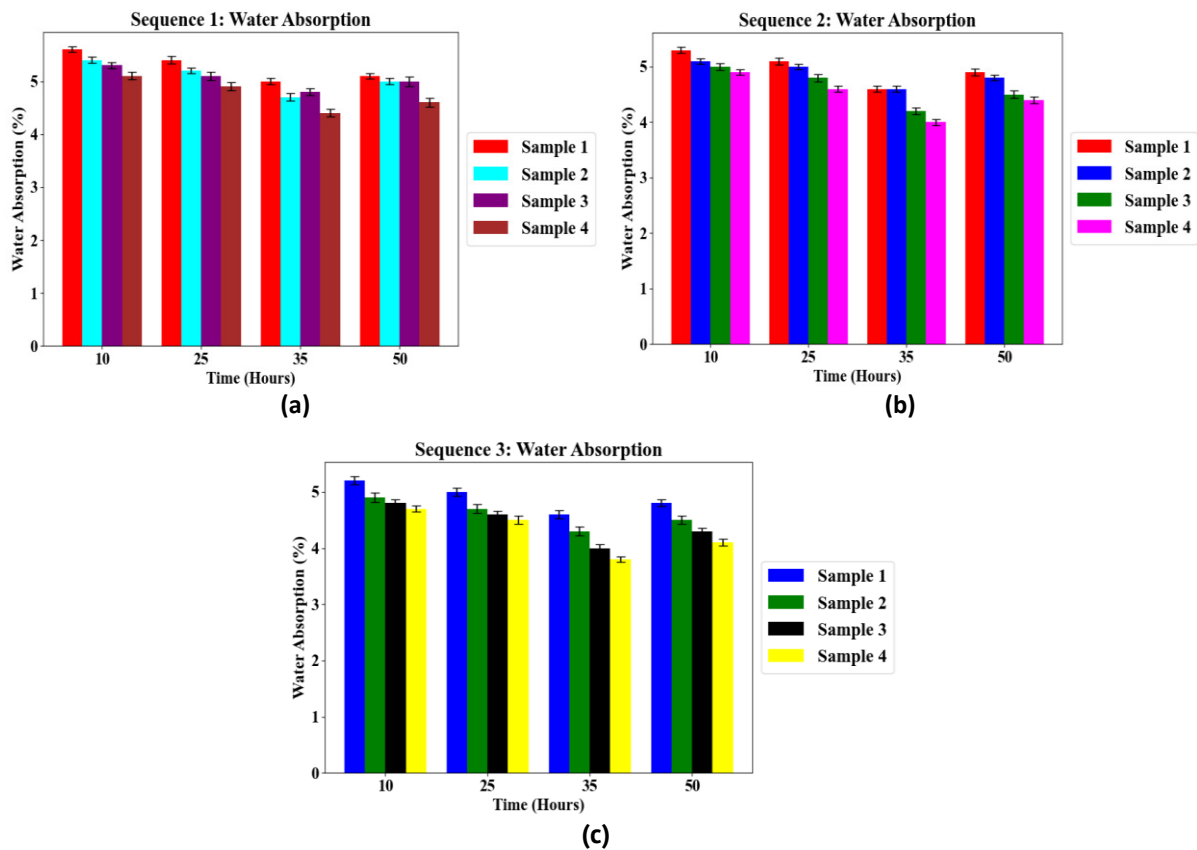 Sequence 1: Water Absorption
Water Absorption (%)
5
4
3
2
1
0
10 25 35 50
Time (Hours)
Sample 1
Sample 2
Sample 3
Sample 4
(a)
Sequence 2: Water Absorption
Water Absorption (%)
5
4
3
2
1
0
10 25 35 50
Time (Hours)
Sample 1
Sample 2
Sample 3
Sample 4
(b)
Sequence 3: Water Absorption
Water Absorption (%)
5
4
3
2
1
0
10 25 35 50
Time (Hours)
Sample 1
Sample 2
Sample 3
Sample 4
(c)